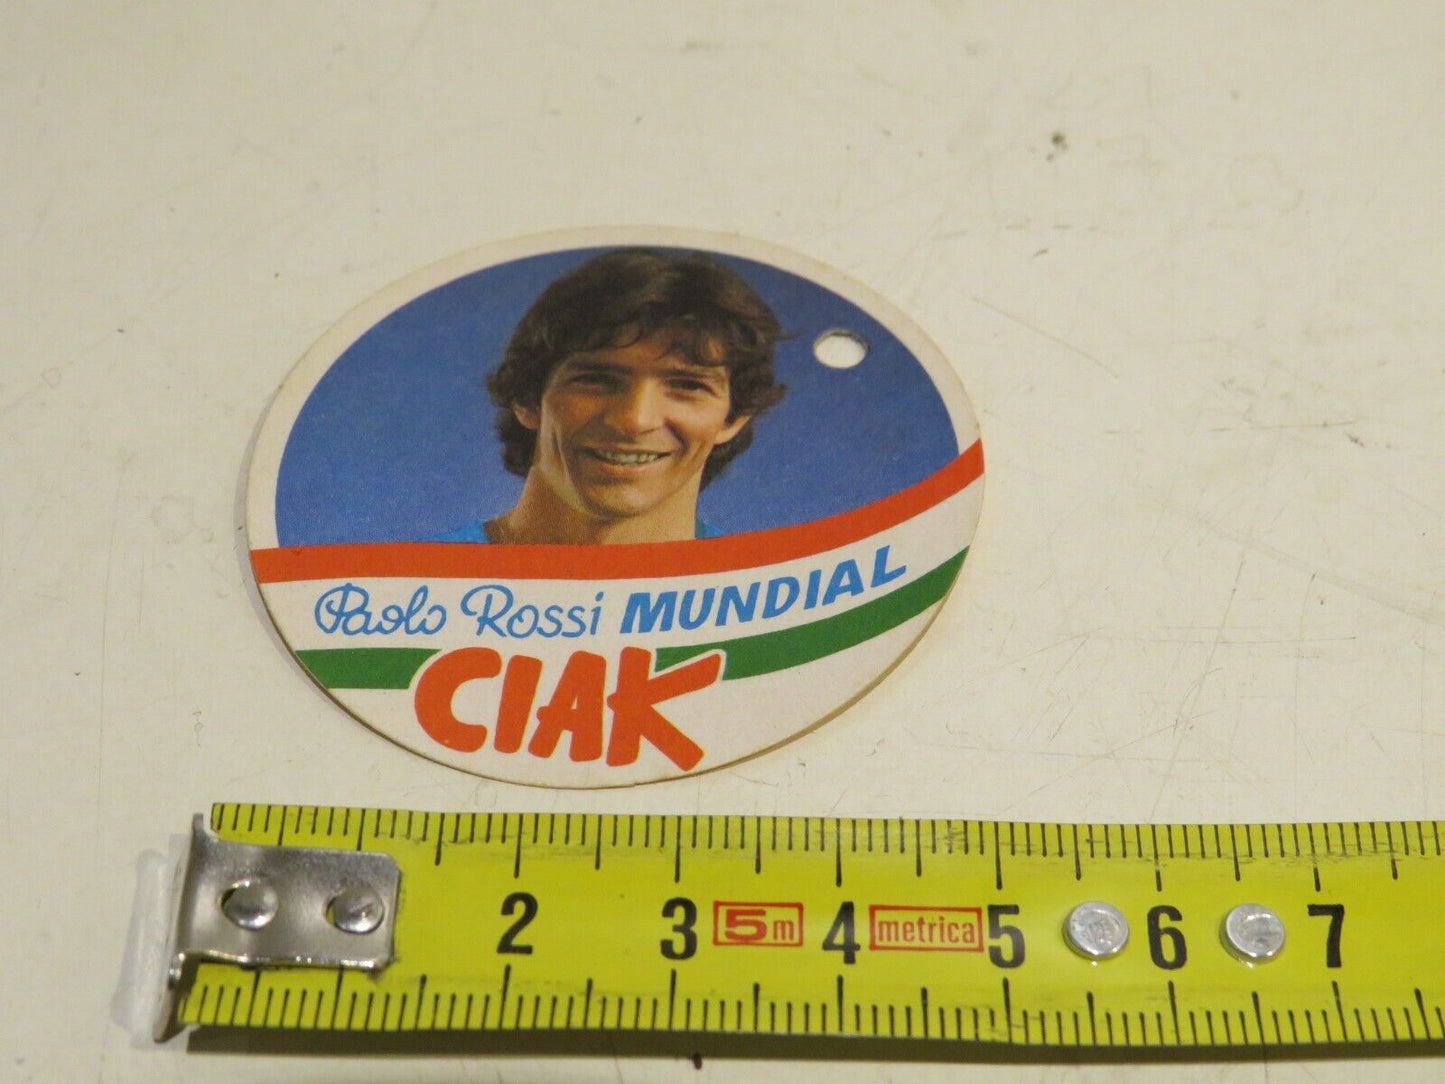 Paolo Rossi MUNDIAL
CIAK
2 3 5m 4 metrica 5 6 7